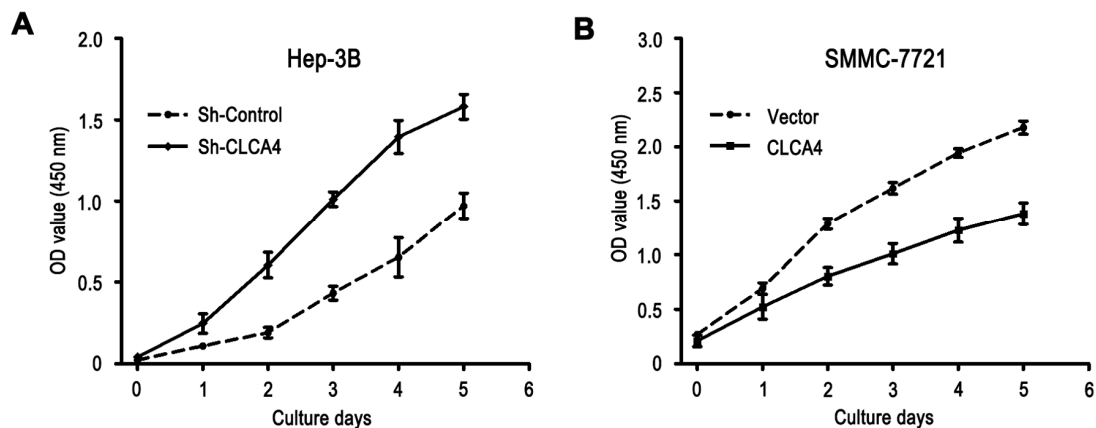 A
Hep-3B
Sh-Control
Sh-CLCA4
OD value (450 nm)
2.0
1.5
1.0
0.5
0
0 1 2 3 4 5 6
Culture days
B
SMMC-7721
Vector
CLCA4
OD value (450 nm)
3.0
2.5
2.0
1.5
1.0
0.5
0
0 1 2 3 4 5 6
Culture days